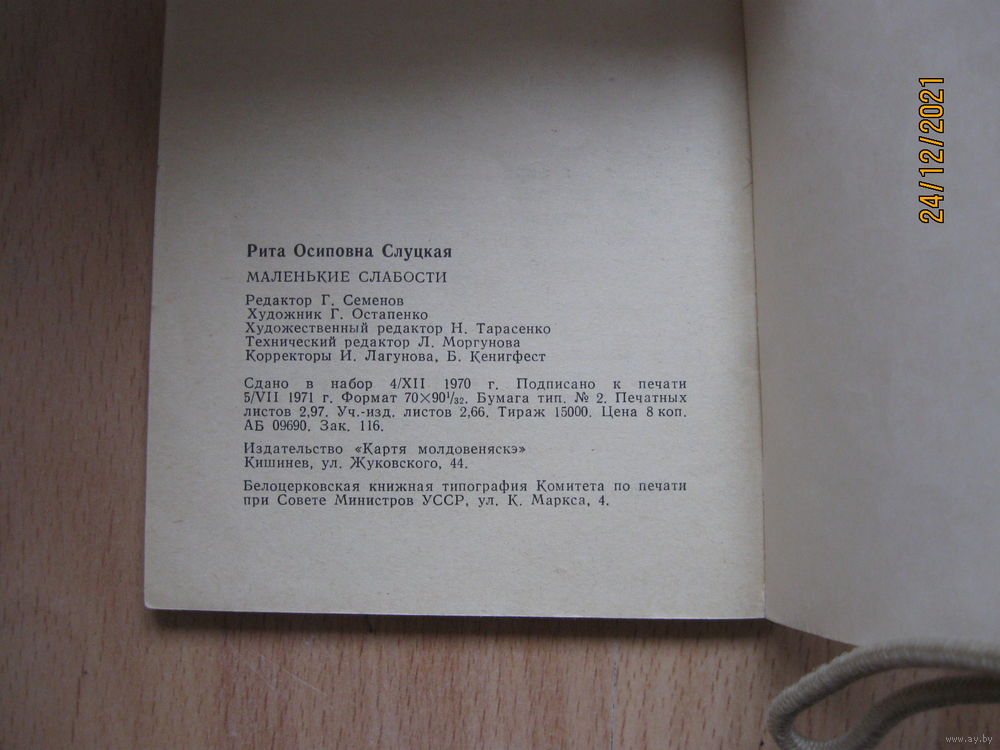 Рита Осиповна Слуцкая
МАЛЕНЬКИЕ СЛАБОСТИ
Редактор Г. Семенов
Художник Г. Остапенко
Художественный редактор Н. Тарасенко
Технический редактор Л. Моргунова
Корректоры И. Лагунова, Б. Кенигфест
Сдано в набор 4/XII 1970 г. Подписано к печати
5/VII 1971 г. Формат 70×90¹/₃₂. Бумага тип. № 2. Печатных
листов 2,97. Уч.-изд. листов 2,66. Тираж 15000. Цена 8 коп.
АБ 09690. Зак. 116.
Издательство «Картя молдовеняскэ»
Кишинев, ул. Жуковского, 44.
Белоцерковская книжная типография Комитета по печати
при Совете Министров УССР, ул. К. Маркса, 4.
24/12/2021
www.ay.by